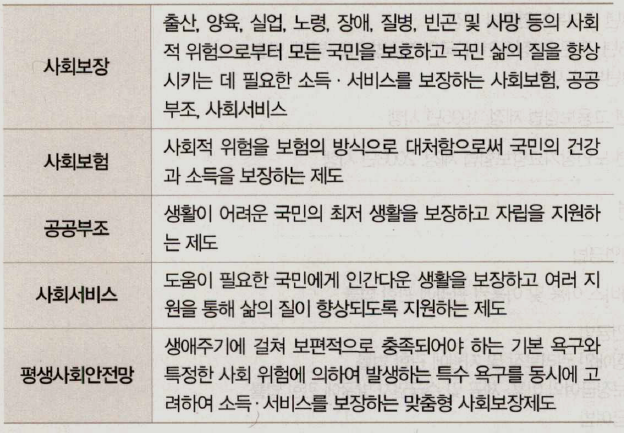 사회보장
출산, 양육, 실업, 노령, 장애, 질병, 빈곤 및 사망 등의 사회
적 위험으로부터 모든 국민을 보호하고 국민 삶의 질을 향상
시키는 데 필요한 소득·서비스를 보장하는 사회보험, 공공
부조, 사회서비스
사회보험
사회적 위험을 보험의 방식으로 대처함으로써 국민의 건강
과 소득을 보장하는 제도
공공부조
생활이 어려운 국민의 최저 생활을 보장하고 자립을 지원하
는 제도
사회서비스
도움이 필요한 국민에게 인간다운 생활을 보장하고 여러 지
원을 통해 삶의 질이 향상되도록 지원하는 제도
평생사회안전망
생애주기에 걸쳐 보편적으로 충족되어야 하는 기본 욕구와
특정한 사회 위험에 의하여 발생하는 특수 욕구를 동시에 고
려하여 소득·서비스를 보장하는 맞춤형 사회보장제도